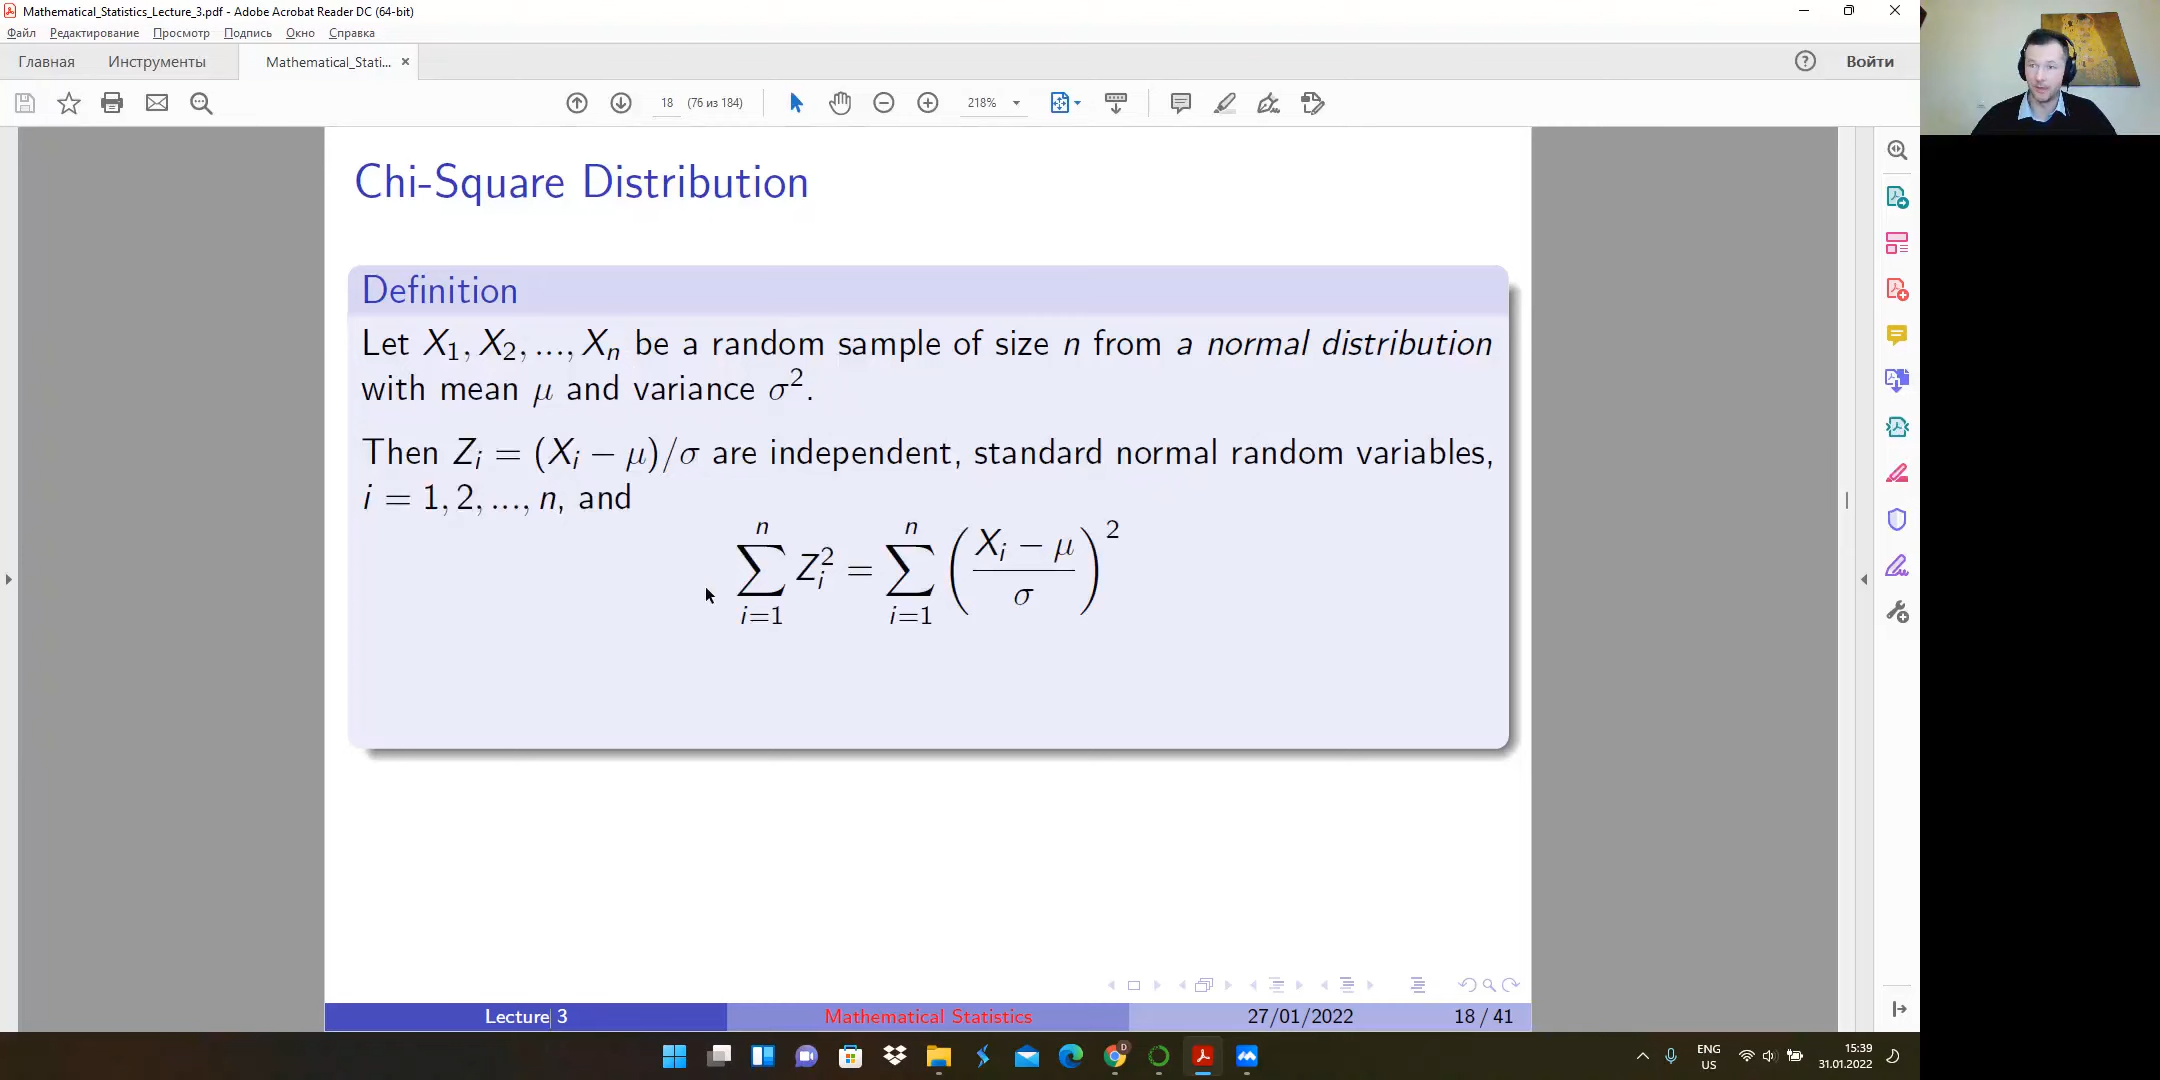 Mathematical_Statistics_Lecture_3.pdf - Adobe Acrobat Reader DC (64-bit)
Файл Редактирование Просмотр Подпись Окно Справка
Главная Инструменты Mathematical_Stati... × Войти
18 (76 из 184) 218%
Chi-Square Distribution
Definition
Let X₁, X₂, ..., Xₙ be a random sample of size n from a normal distribution
with mean μ and variance σ².
Then Zᵢ = (Xᵢ − μ)/σ are independent, standard normal random variables,
i = 1, 2, ..., n, and
∑ᵢ₌₁ⁿ Zᵢ² = ∑ᵢ₌₁ⁿ ((Xᵢ − μ)/σ)²
Lecture 3 Mathematical Statistics 27/01/2022 18 / 41
ENG
US
15:39
31.01.2022